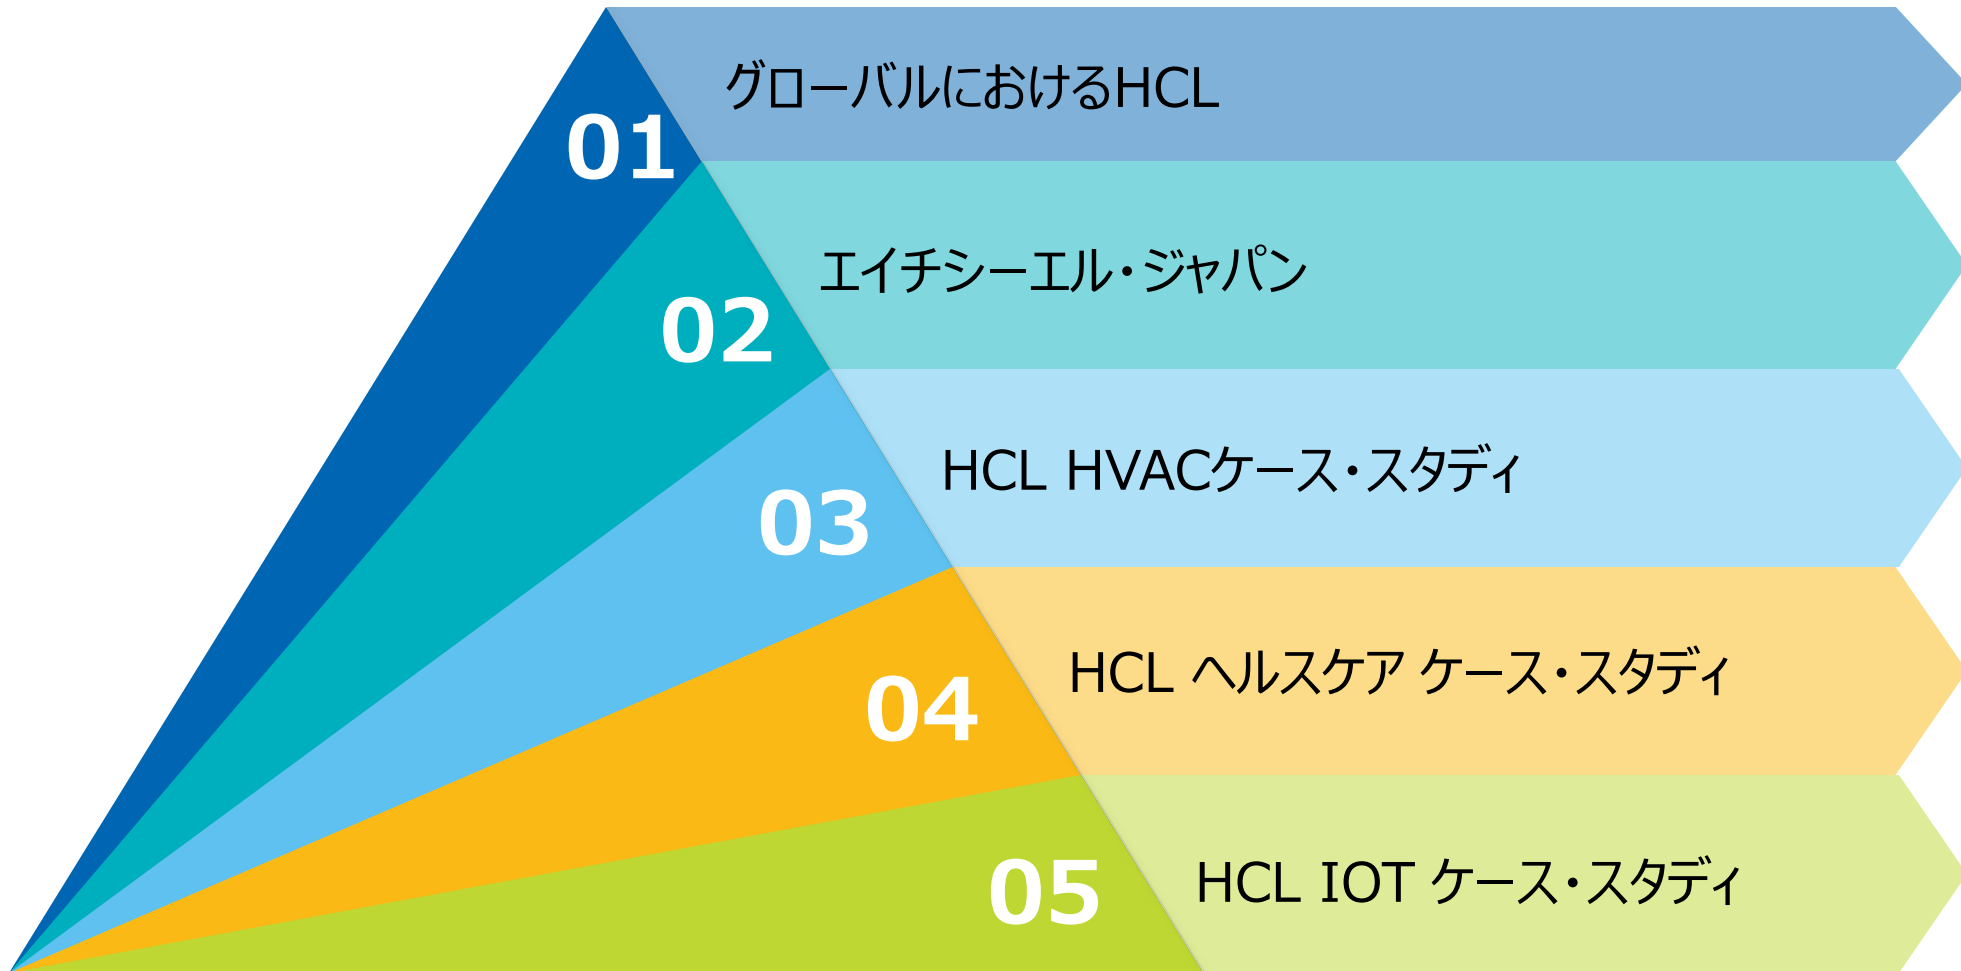 01
グローバルにおけるHCL
02
エイチシーエル・ジャパン
03
HCL HVACケース・スタディ
04
HCL ヘルスケア ケース・スタディ
05
HCL IOT ケース・スタディ